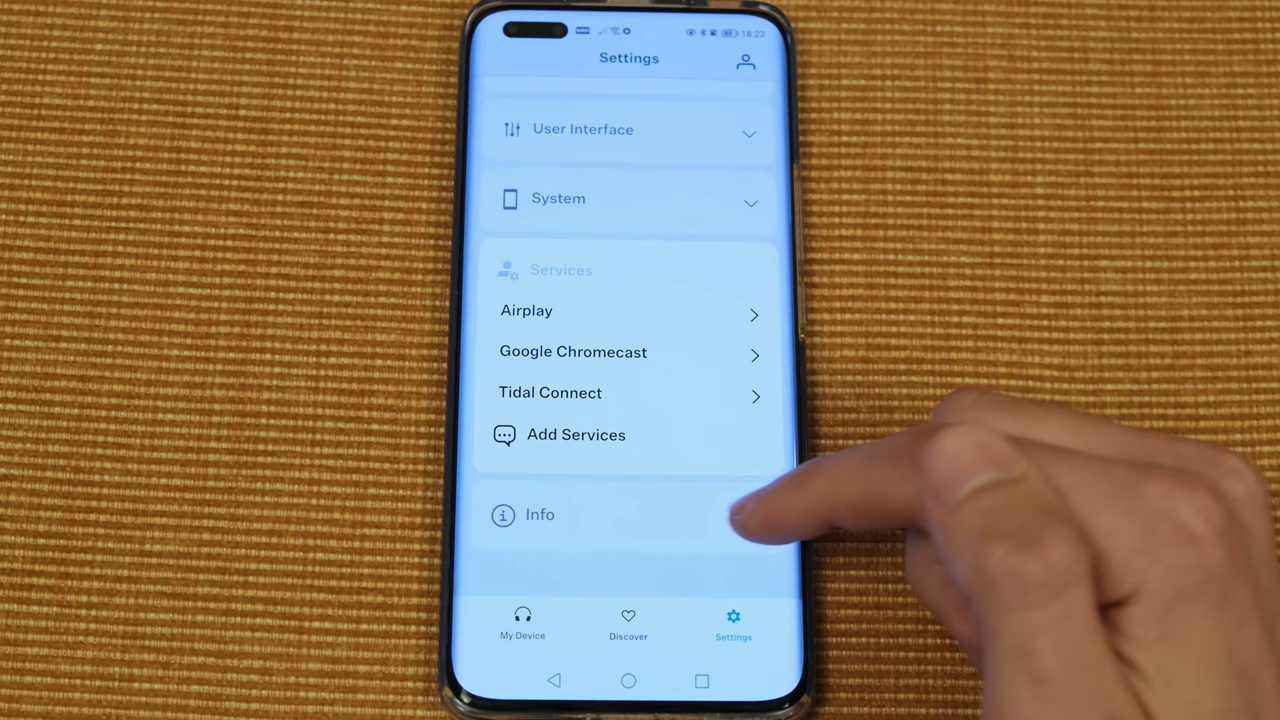 18:22
Settings
User Interface
System
Services
Airplay
Google Chromecast
Tidal Connect
Add Services
Info
My Device
Discover
Settings